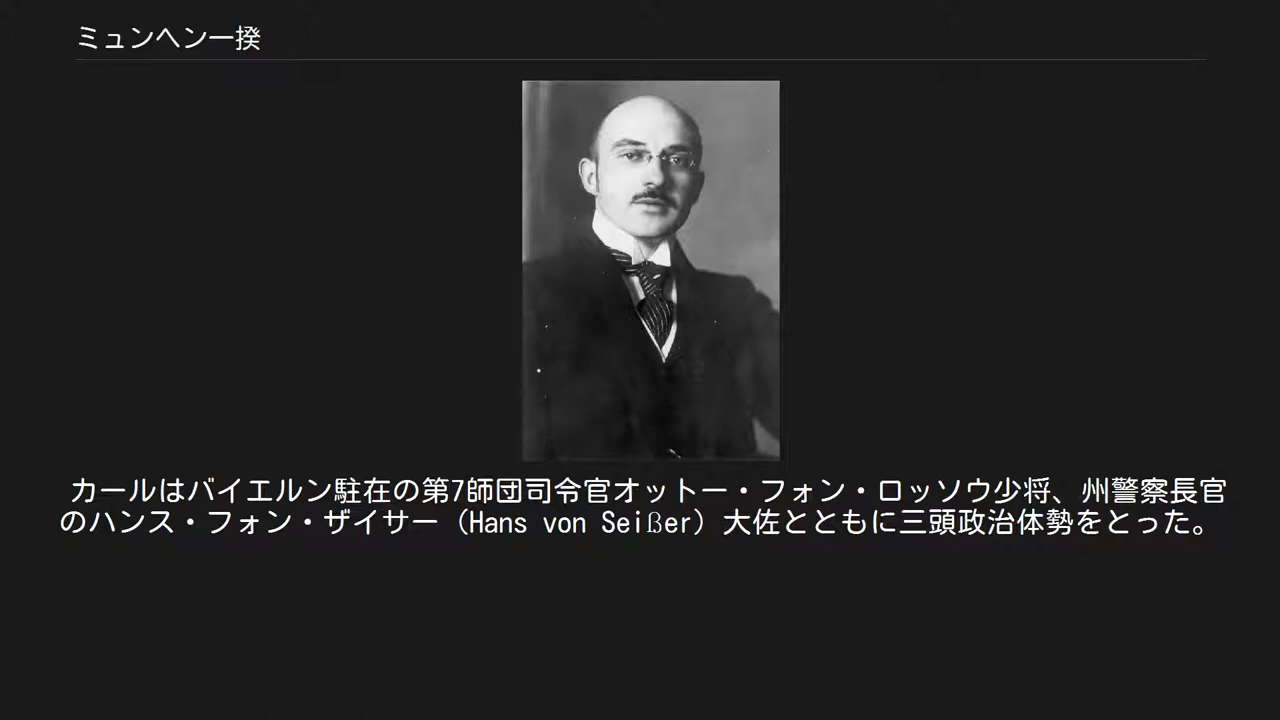 ミュンヘン一揆
カールはバイエルン駐在の第7師団司令官オットー・フォン・ロッソウ少将、州警察長官
のハンス・フォン・ザイサー（Hans von Seißer）大佐とともに三頭政治体勢をとった。